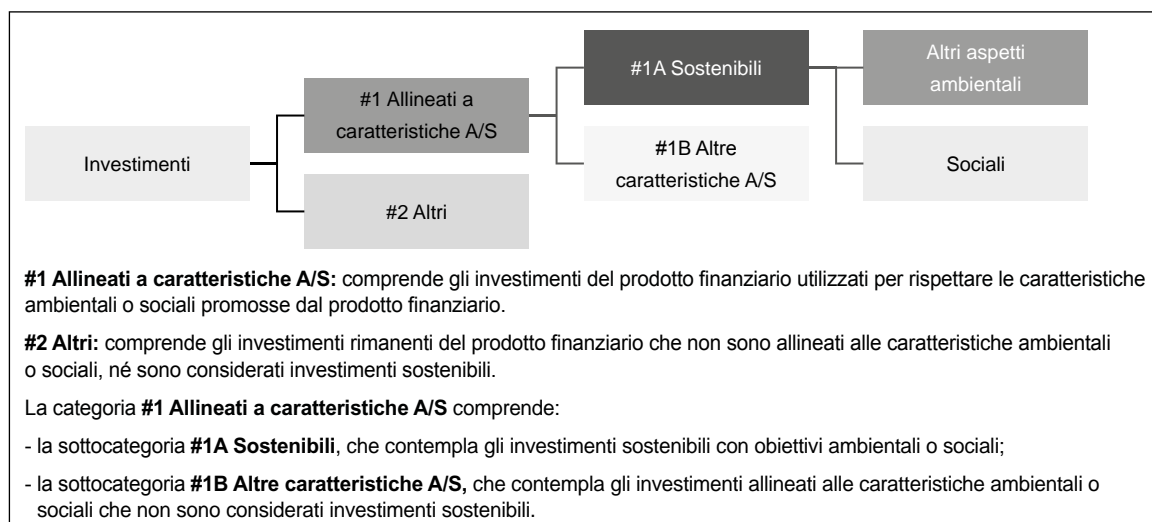 #1A Sostenibili
Altri aspetti
ambientali
#1 Allineati a
caratteristiche A/S
Investimenti
#1B Altre
caratteristiche A/S
Sociali
#2 Altri
#1 Allineati a caratteristiche A/S: comprende gli investimenti del prodotto finanziario utilizzati per rispettare le caratteristiche
ambientali o sociali promosse dal prodotto finanziario.
#2 Altri: comprende gli investimenti rimanenti del prodotto finanziario che non sono allineati alle caratteristiche ambientali
o sociali, né sono considerati investimenti sostenibili.
La categoria #1 Allineati a caratteristiche A/S comprende:
- la sottocategoria #1A Sostenibili, che contempla gli investimenti sostenibili con obiettivi ambientali o sociali;
- la sottocategoria #1B Altre caratteristiche A/S, che contempla gli investimenti allineati alle caratteristiche ambientali o
sociali che non sono considerati investimenti sostenibili.